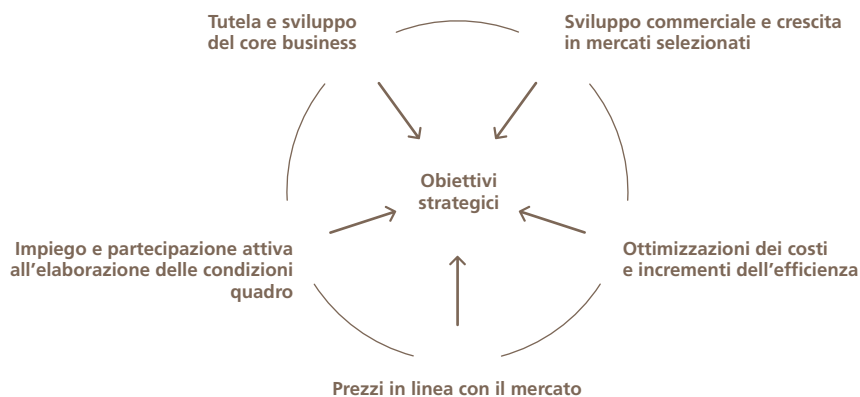 Tutela e sviluppo
del core business
Sviluppo commerciale e crescita
in mercati selezionati
Obiettivi
strategici
Impiego e partecipazione attiva
all’elaborazione delle condizioni
quadro
Ottimizzazioni dei costi
e incrementi dell’efficienza
Prezzi in linea con il mercato